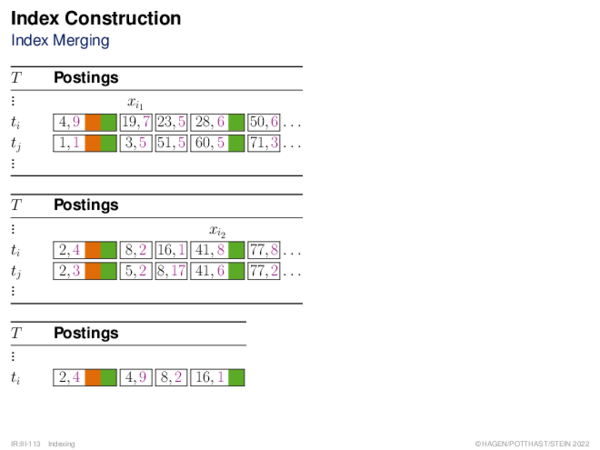 Index Construction
Index Merging
T Postings
⋮ x_{i_1}
t_i 4, 9 19, 7 23, 5 28, 6 50, 6 ...
t_j 1, 1 3, 5 51, 5 60, 5 71, 3 ...
⋮
T Postings
⋮ x_{i_2}
t_i 2, 4 8, 2 16, 1 41, 8 77, 8 ...
t_j 2, 3 5, 2 8, 17 41, 6 77, 2 ...
⋮
T Postings
⋮
t_i 2, 4 4, 9 8, 2 16, 1
IR:III-113 Indexing ©HAGEN/POTTHAST/STEIN 2022